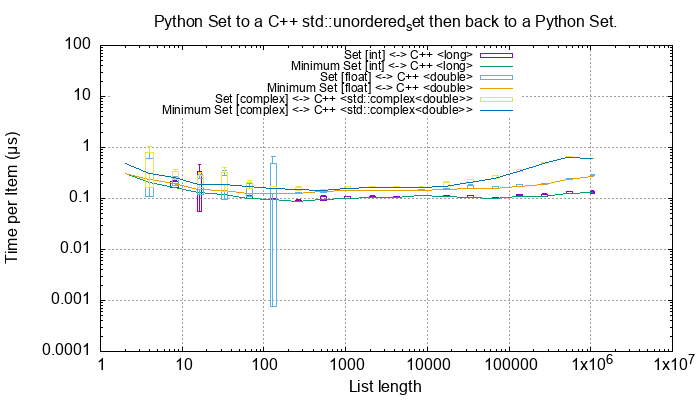 Python Set to a C++ std::unordered_set then back to a Python Set.
Set [int] <-> C++ <long>
Minimum Set [int] <-> C++ <long>
Set [float] <-> C++ <double>
Minimum Set [float] <-> C++ <double>
Set [complex] <-> C++ <std::complex<double>>
Minimum Set [complex] <-> C++ <std::complex<double>>
Time per Item (µs)
100
10
1
0.1
0.01
0.001
0.0001
1 10 100 1000 10000 100000 1x10^6 1x10^7
List length